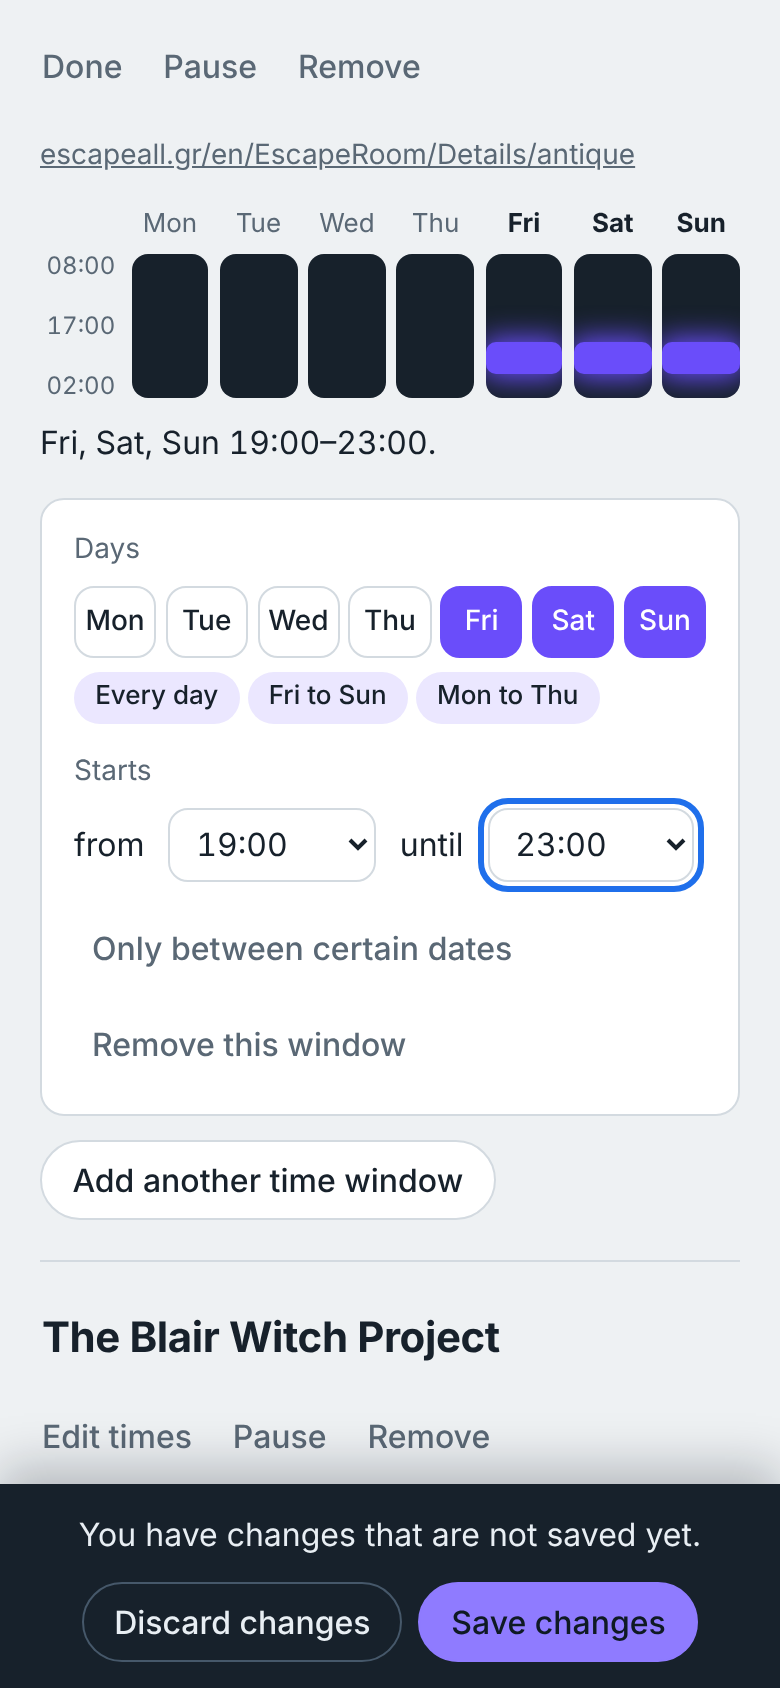 Done Pause Remove
escapeall.gr/en/EscapeRoom/Details/antique
Mon Tue Wed Thu Fri Sat Sun
08:00
17:00
02:00
Fri, Sat, Sun 19:00–23:00.
Days
Mon Tue Wed Thu Fri Sat Sun
Every day Fri to Sun Mon to Thu
Starts
from 19:00 until 23:00
Only between certain dates
Remove this window
Add another time window
The Blair Witch Project
Edit times Pause Remove
You have changes that are not saved yet.
Discard changes Save changes